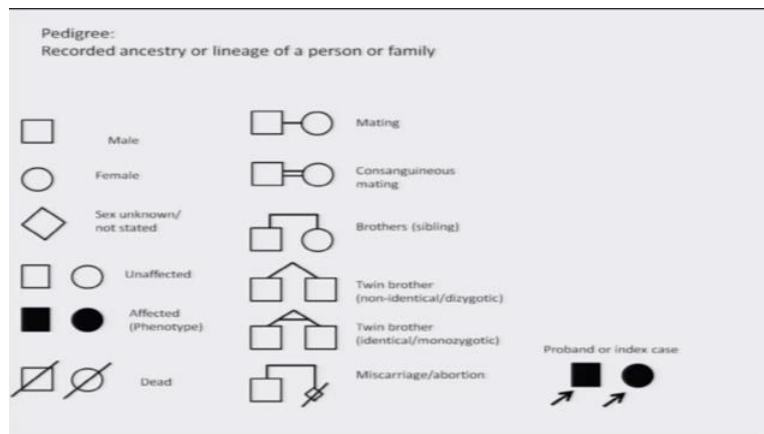 Pedigree:
Recorded ancestry or lineage of a person or family
Male
Female
Sex unknown/
not stated
Unaffected
Affected
(Phenotype)
Dead
Mating
Consanguineous
mating
Brothers (sibling)
Twin brother
(non-identical/dizygotic)
Twin brother
(identical/monozygotic)
Miscarriage/abortion
Proband or index case